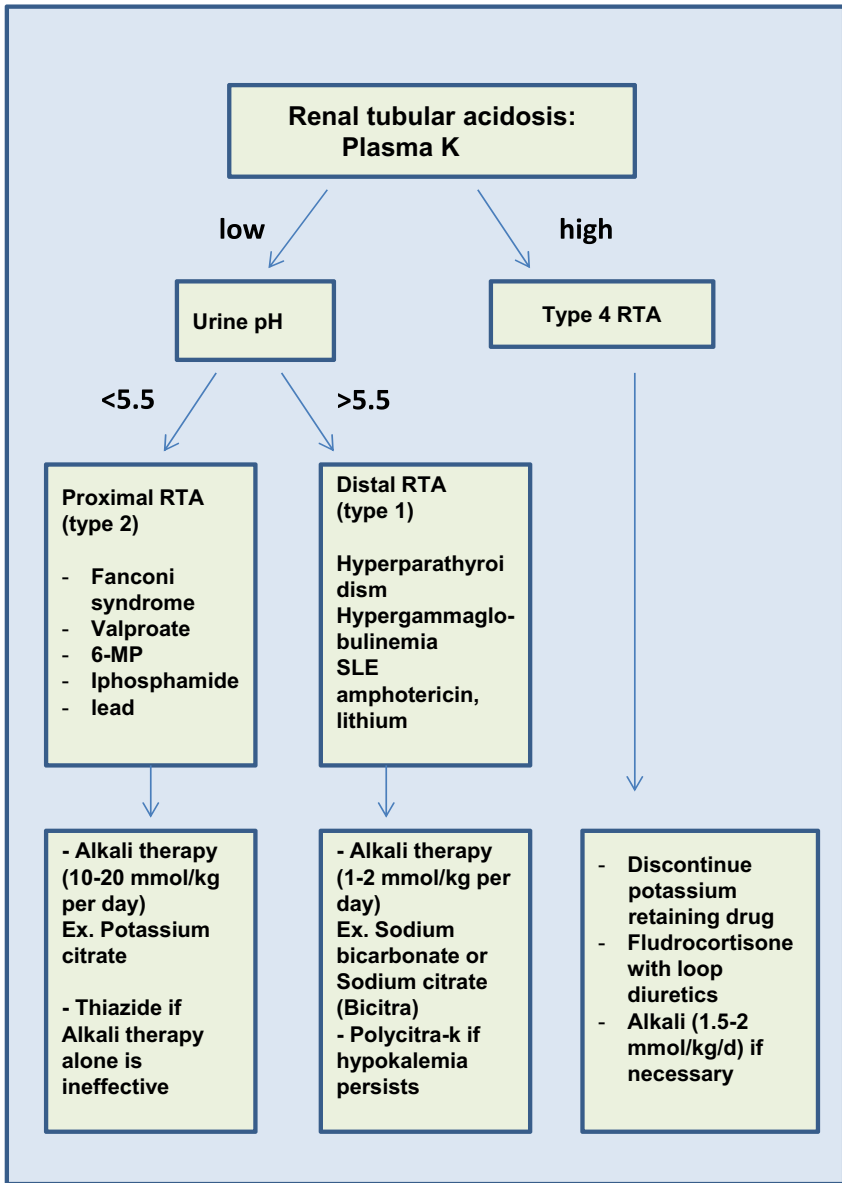 Renal tubular acidosis:
Plasma K
low
high
Urine pH
Type 4 RTA
<5.5
>5.5
Proximal RTA
(type 2)
- Fanconi
syndrome
- Valproate
- 6-MP
- Iphosphamide
- lead
Distal RTA
(type 1)
Hyperparathyroi
dism
Hypergammaglo-
bulinemia
SLE
amphotericin,
lithium
- Alkali therapy
(10-20 mmol/kg
per day)
Ex. Potassium
citrate
- Thiazide if
Alkali therapy
alone is
ineffective
- Alkali therapy
(1-2 mmol/kg per
day)
Ex. Sodium
bicarbonate or
Sodium citrate
(Bicitra)
- Polycitra-k if
hypokalemia
persists
- Discontinue
potassium
retaining drug
- Fludrocortisone
with loop
diuretics
- Alkali (1.5-2
mmol/kg/d) if
necessary